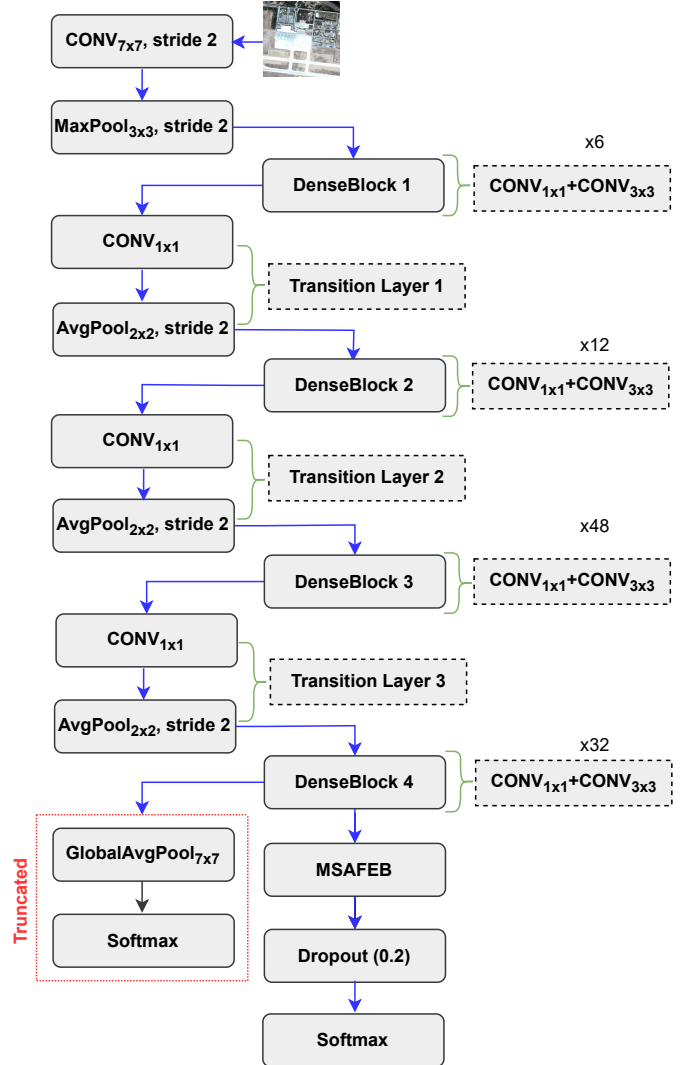 CONV7x7, stride 2
MaxPool3x3, stride 2
x6
DenseBlock 1
CONV1x1+CONV3x3
CONV1x1
Transition Layer 1
AvgPool2x2, stride 2
x12
DenseBlock 2
CONV1x1+CONV3x3
CONV1x1
Transition Layer 2
AvgPool2x2, stride 2
x48
DenseBlock 3
CONV1x1+CONV3x3
CONV1x1
Transition Layer 3
AvgPool2x2, stride 2
x32
DenseBlock 4
CONV1x1+CONV3x3
Truncated
GlobalAvgPool7x7
Softmax
MSAFEB
Dropout (0.2)
Softmax